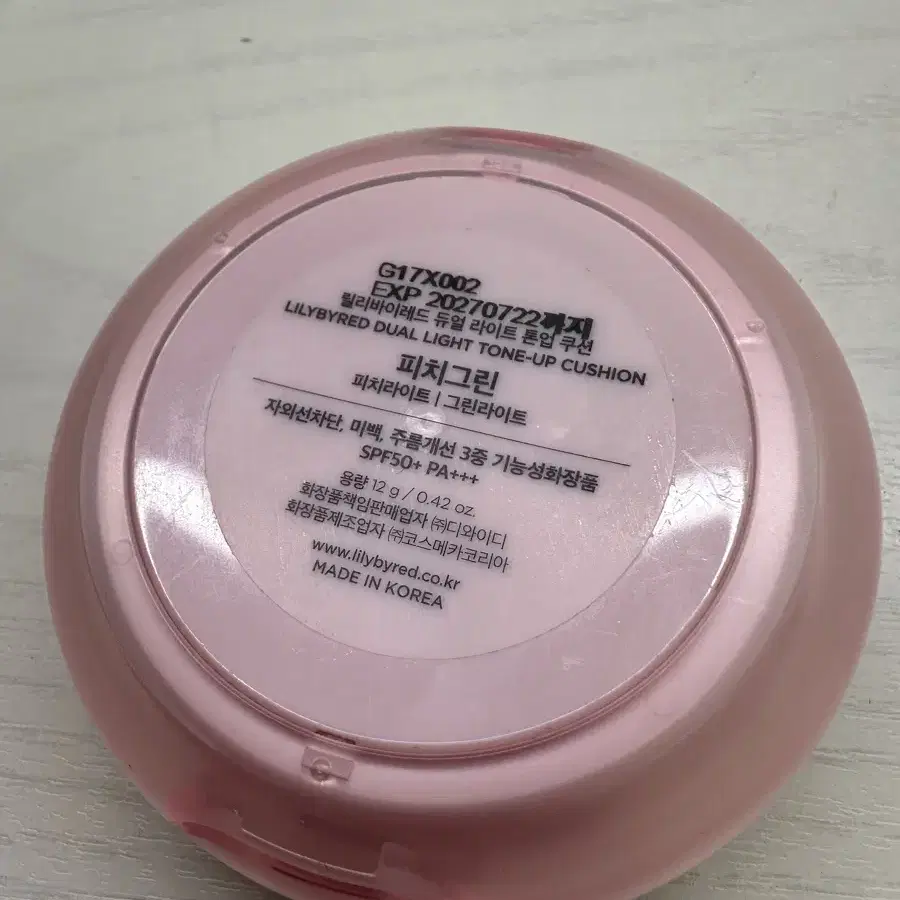 G17X002
EXP 20270722까지
릴리바이레드 듀얼 라이트 톤업 쿠션
LILYBYRED DUAL LIGHT TONE-UP CUSHION
피치그린
피치라이트 | 그린라이트
자외선차단, 미백, 주름개선 3중 기능성화장품
SPF50+ PA+++
용량 12 g / 0.42 oz.
화장품책임판매업자 ㈜디와이디
화장품제조업자 ㈜코스메카코리아
www.lilybyred.co.kr
MADE IN KOREA